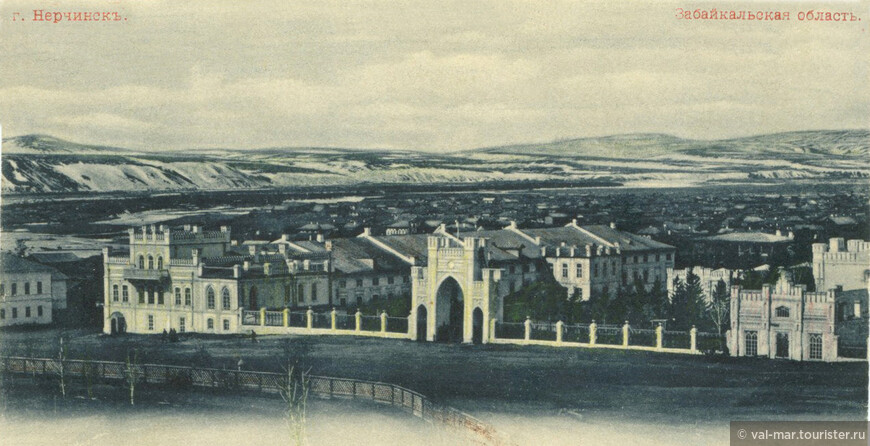 г. Нерчинскъ.
Забайкальская область.
© val-mar.tourister.ru